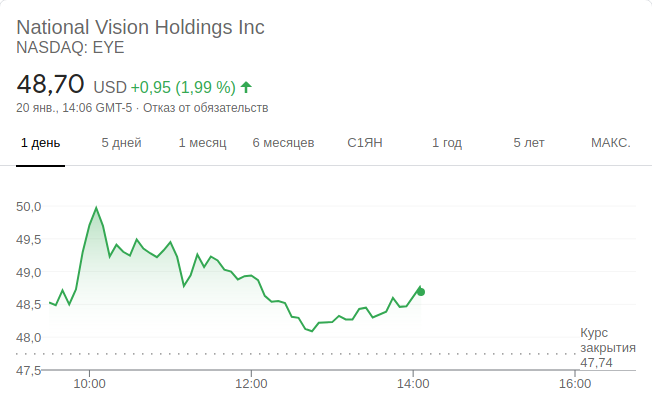 National Vision Holdings Inc
NASDAQ: EYE
48,70 USD +0,95 (1,99 %)
20 янв., 14:06 GMT-5 · Отказ от обязательств
1 день 5 дней 1 месяц 6 месяцев С1ЯН 1 год 5 лет МАКС.
50,0
49,5
49,0
48,5
48,0
47,5
Курс
закрытия
47,74
10:00 12:00 14:00 16:00